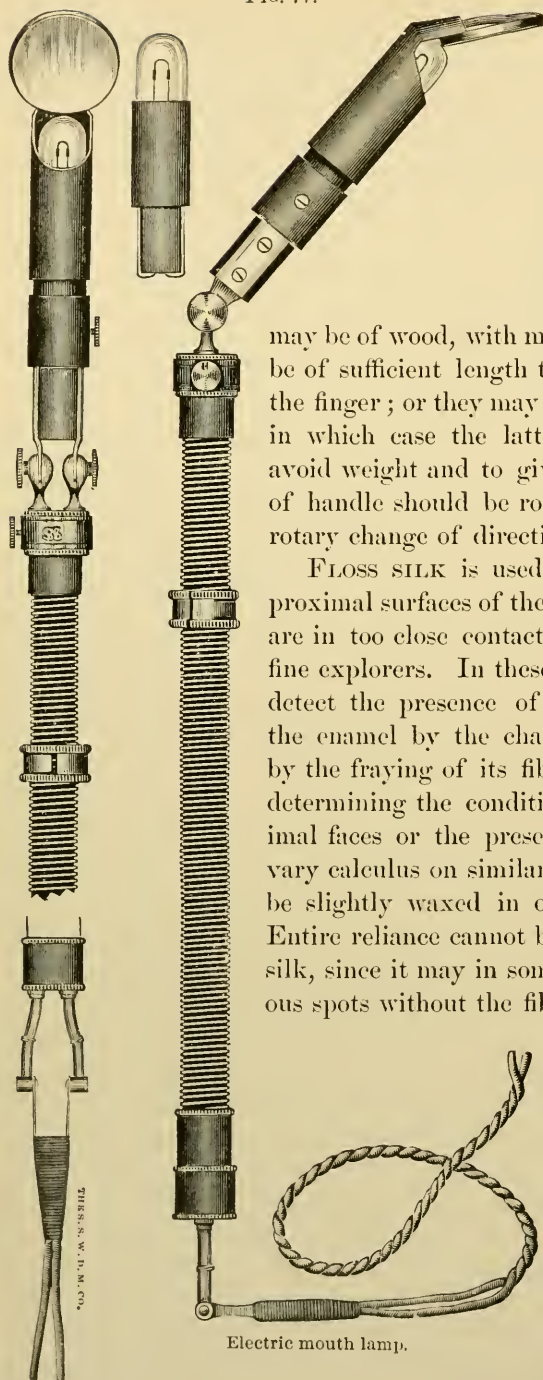 may be of wood, with m
be of sufficient length t
the finger; or they may
in which case the latt
avoid weight and to giv
of handle should be ro
rotary change of directi
FLOSS SILK is used
proximal surfaces of the
are in too close contact
fine explorers. In these
detect the presence of
the enamel by the cha
by the fraying of its fil
determining the conditi
imal faces or the prese
vary calculus on similar
be slightly waxed in o
Entire reliance cannot b
silk, since it may in som
ous spots without the fil
THE S. S. W. D. M. CO.
Electric mouth lamp.